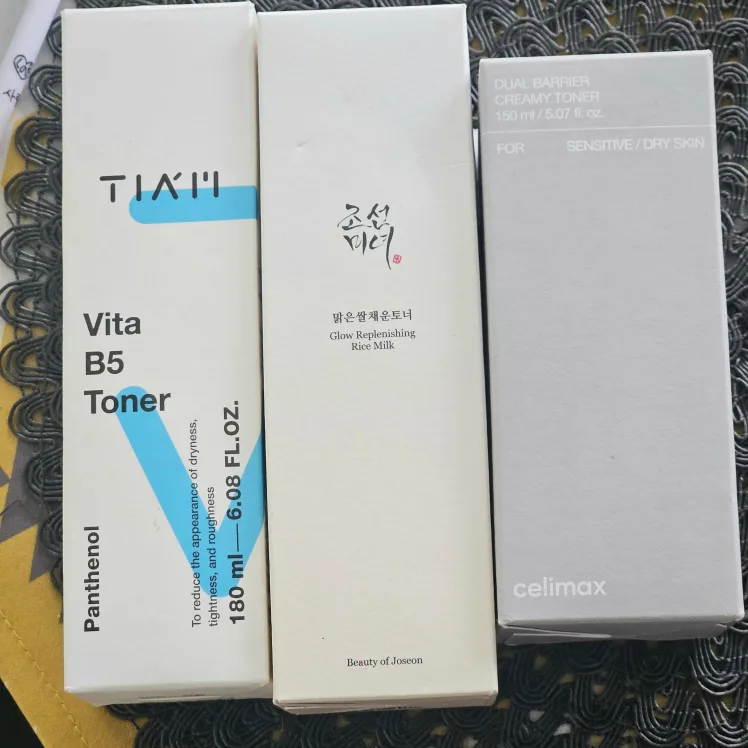 TIA'M
Vita
B5
Toner
Panthenol
To reduce the appearance of dryness,
tightness, and roughness
180 ml—6.08 FL.OZ.
조선
미녀
맑은쌀채운토너
Glow Replenishing
Rice Milk
Beauty of Joseon
DUAL BARRIER
CREAMY TONER
150 ml / 5.07 fl. oz.
FOR SENSITIVE / DRY SKIN
celimax